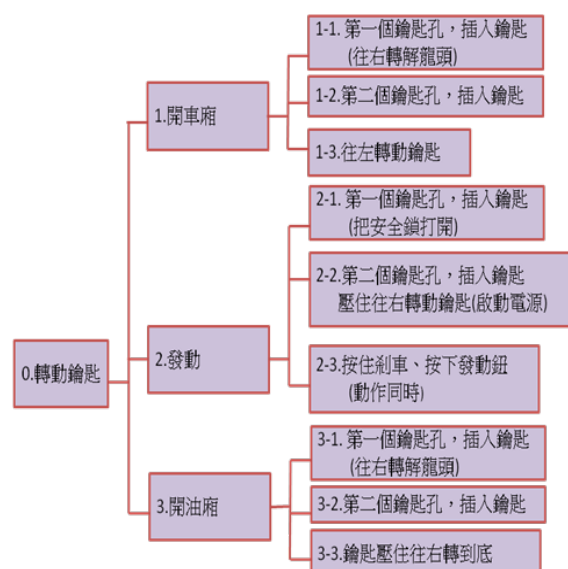 0.轉動鑰匙
1.開車廂
1-1. 第一個鑰匙孔，插入鑰匙
(往右轉解龍頭)
1-2.第二個鑰匙孔，插入鑰匙
1-3.往左轉動鑰匙
2.發動
2-1. 第一個鑰匙孔，插入鑰匙
(把安全鎖打開)
2-2.第二個鑰匙孔，插入鑰匙
壓住往右轉動鑰匙(啟動電源)
2-3.按住剎車、按下發動鈕
(動作同時)
3.開油廂
3-1. 第一個鑰匙孔，插入鑰匙
(往右轉解龍頭)
3-2.第二個鑰匙孔，插入鑰匙
3-3.鑰匙壓住往右轉到底